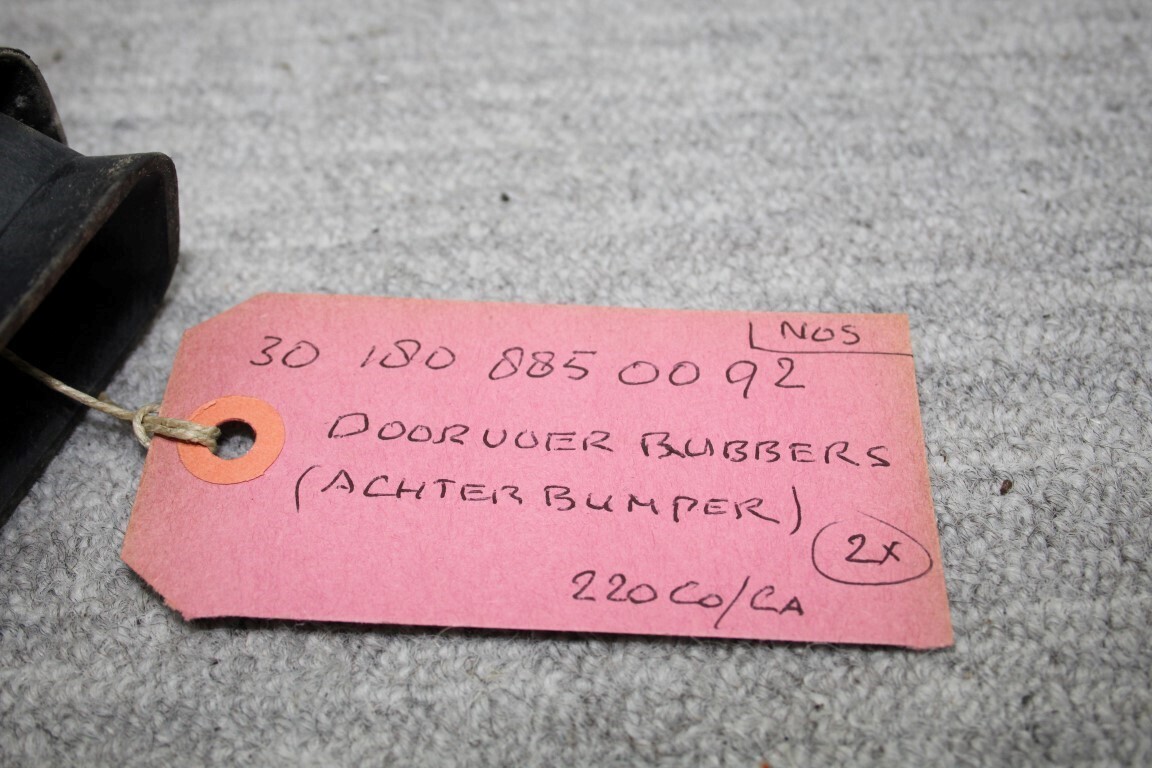 NOS
30 180 885 00 92
DOORVOER RUBBERS
(ACHTER BUMPER)
2x
220 Co/CA